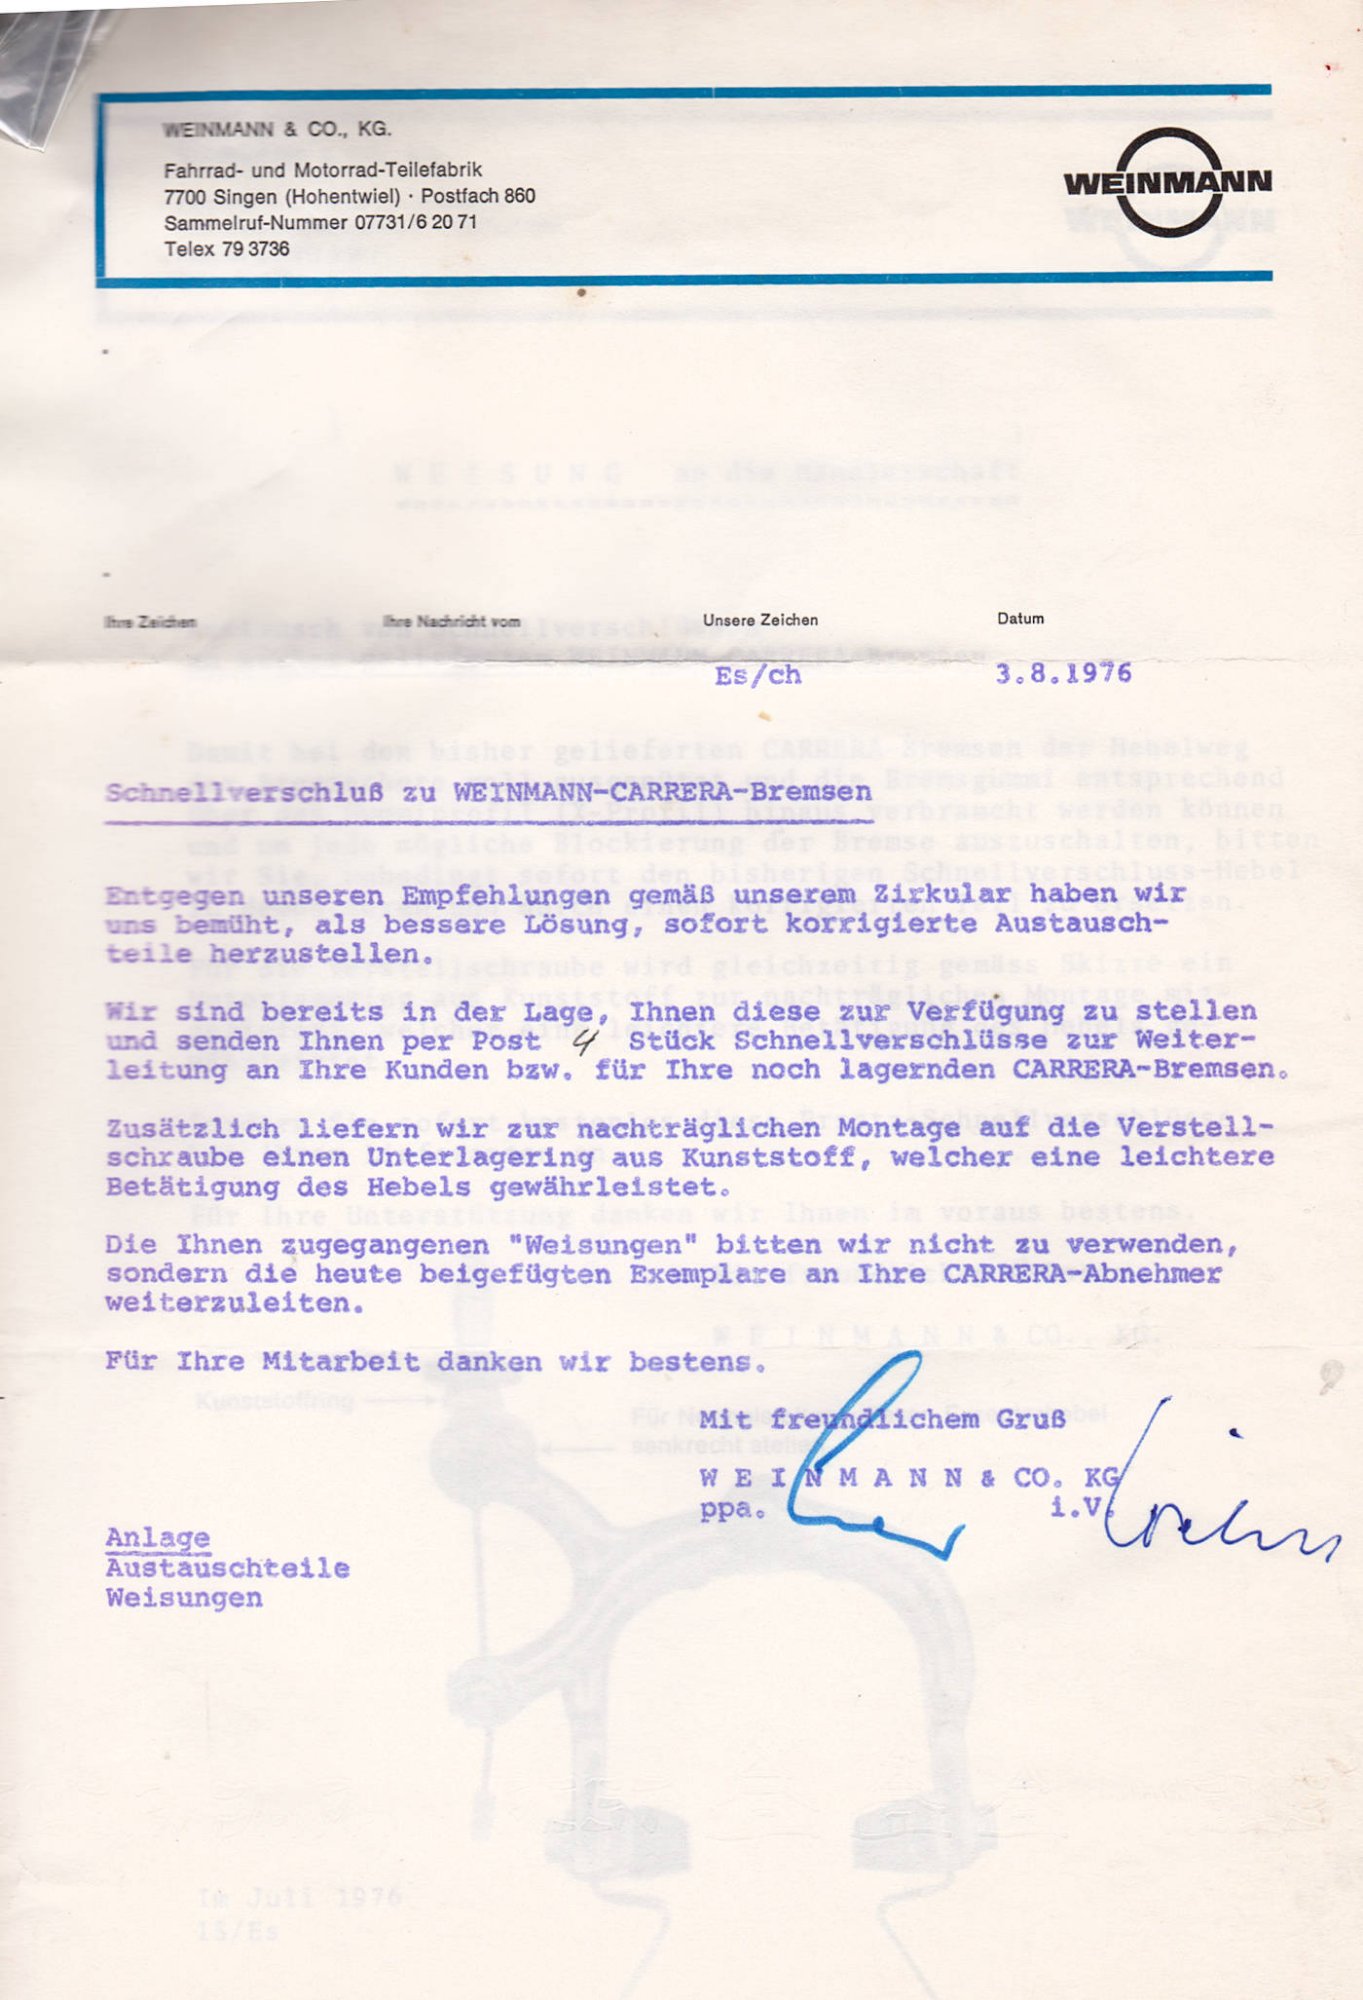 WEINMANN & CO., KG.
Fahrrad- und Motorrad-Teilefabrik
7700 Singen (Hohentwiel) · Postfach 860
Sammelruf-Nummer 07731/6 20 71
Telex 79 3736
WEINMANN
Ihre Zeichen Ihre Nachricht vom Unsere Zeichen Datum
Es/ch 3.8.1976
Schnellverschluß zu WEINMANN-CARRERA-Bremsen
Entgegen unseren Empfehlungen gemäß unserem Zirkular haben wir
uns bemüht, als bessere Lösung, sofort korrigierte Austausch-
teile herzustellen.
Wir sind bereits in der Lage, Ihnen diese zur Verfügung zu stellen
und senden Ihnen per Post 4 Stück Schnellverschlüsse zur Weiter-
leitung an Ihre Kunden bzw. für Ihre noch lagernden CARRERA-Bremsen.
Zusätzlich liefern wir zur nachträglichen Montage auf die Verstell-
schraube einen Unterlagering aus Kunststoff, welcher eine leichtere
Betätigung des Hebels gewährleistet.
Die Ihnen zugegangenen "Weisungen" bitten wir nicht zu verwenden,
sondern die heute beigefügten Exemplare an Ihre CARRERA-Abnehmer
weiterzuleiten.
Für Ihre Mitarbeit danken wir bestens.
Mit freundlichem Gruß
W E I N M A N N & CO. KG
ppa. i.V.
Anlage
Austauschteile
Weisungen
Im Juli 1976
IS/Es